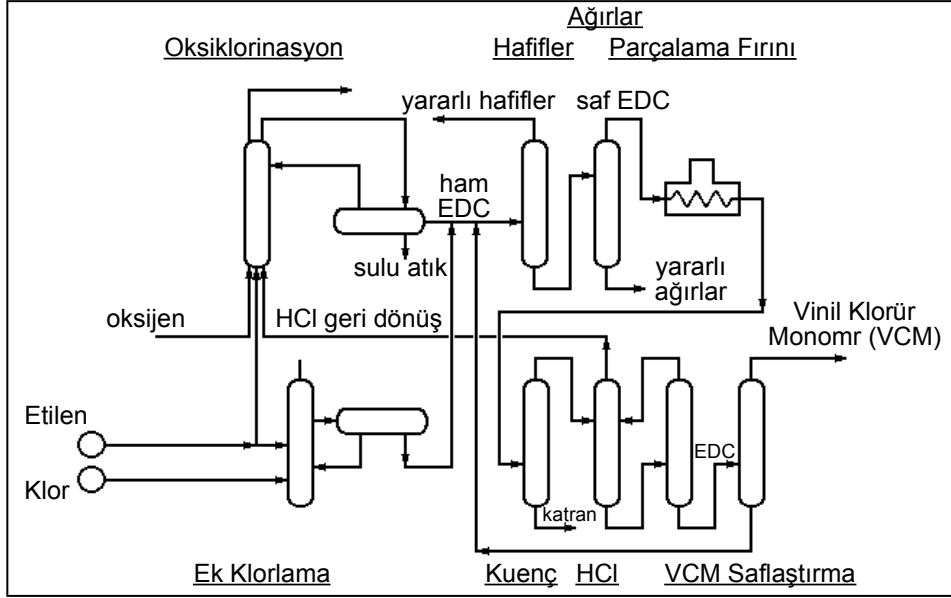 Ağırlar
Oksiklorinasyon
Hafifler
Parçalama Fırını
yararlı hafifler
saf EDC
ham
EDC
sulu atık
yararlı
ağırlar
oksijen
HCl geri dönüş
Vinil Klorür
Monomr (VCM)
Etilen
Klor
EDC
katran
Ek Klorlama
Kuenç
HCl
VCM Saflaştırma